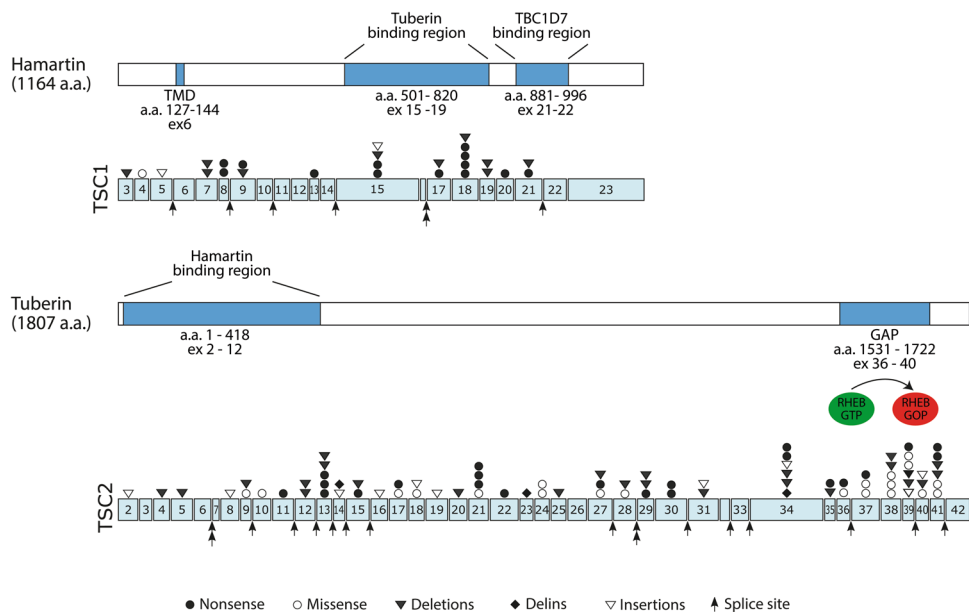 Tuberin TBC1D7
binding region binding region
Hamartin
(1164 a.a.)
TMD
a.a. 127-144
ex6
a.a. 501- 820
ex 15 -19
a.a. 881- 996
ex 21-22
TSC1
3 4 5 6 7 8 9 10 11 12 13 14 15 17 18 19 20 21 22 23
Hamartin
binding region
Tuberin
(1807 a.a.)
a.a. 1 - 418
ex 2 - 12
GAP
a.a. 1531 - 1722
ex 36 - 40
RHEB
GTP
RHEB
GOP
TSC2
2 3 4 5 6 7 8 9 10 11 12 13 14 15 16 17 18 19 20 21 22 23 24 25 26 27 28 29 30 31 33 34 35 36 37 38 39 40 41 42
Nonsense Missense Deletions Delins Insertions Splice site